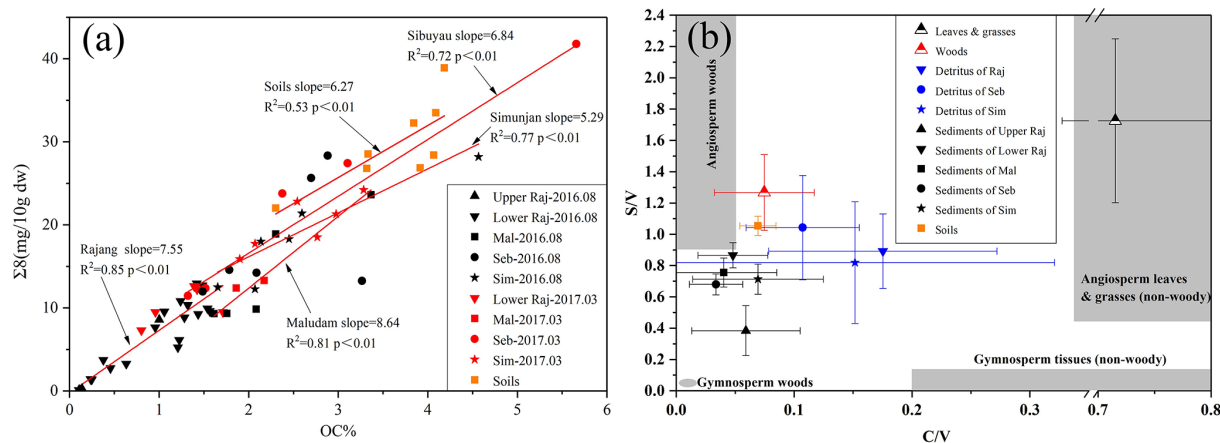 (a)
Sibuyau slope=6.84
R²=0.72 p<0.01
Soils slope=6.27
R²=0.53 p<0.01
Simunjan slope=5.29
R²=0.77 p<0.01
Rajang slope=7.55
R²=0.85 p<0.01
Maludam slope=8.64
R²=0.81 p<0.01
Upper Raj-2016.08
Lower Raj-2016.08
Mal-2016.08
Seb-2016.08
Sim-2016.08
Lower Raj-2017.03
Mal-2017.03
Seb-2017.03
Sim-2017.03
Soils
Σ8(mg/10g dw)
40
30
20
10
0
0 1 2 3 4 5 6
OC%
(b)
Angiosperm woods
Leaves & grasses
Woods
Detritus of Raj
Detritus of Seb
Detritus of Sim
Sediments of Upper Raj
Sediments of Lower Raj
Sediments of Mal
Sediments of Seb
Sediments of Sim
Soils
Angiosperm leaves
& grasses (non-woody)
Gymnosperm tissues (non-woody)
Gymnosperm woods
S/V
2.4
2.2
2.0
1.8
1.6
1.4
1.2
1.0
0.8
0.6
0.4
0.2
0.0
0.0 0.1 0.2 0.3 0.7 0.8
C/V